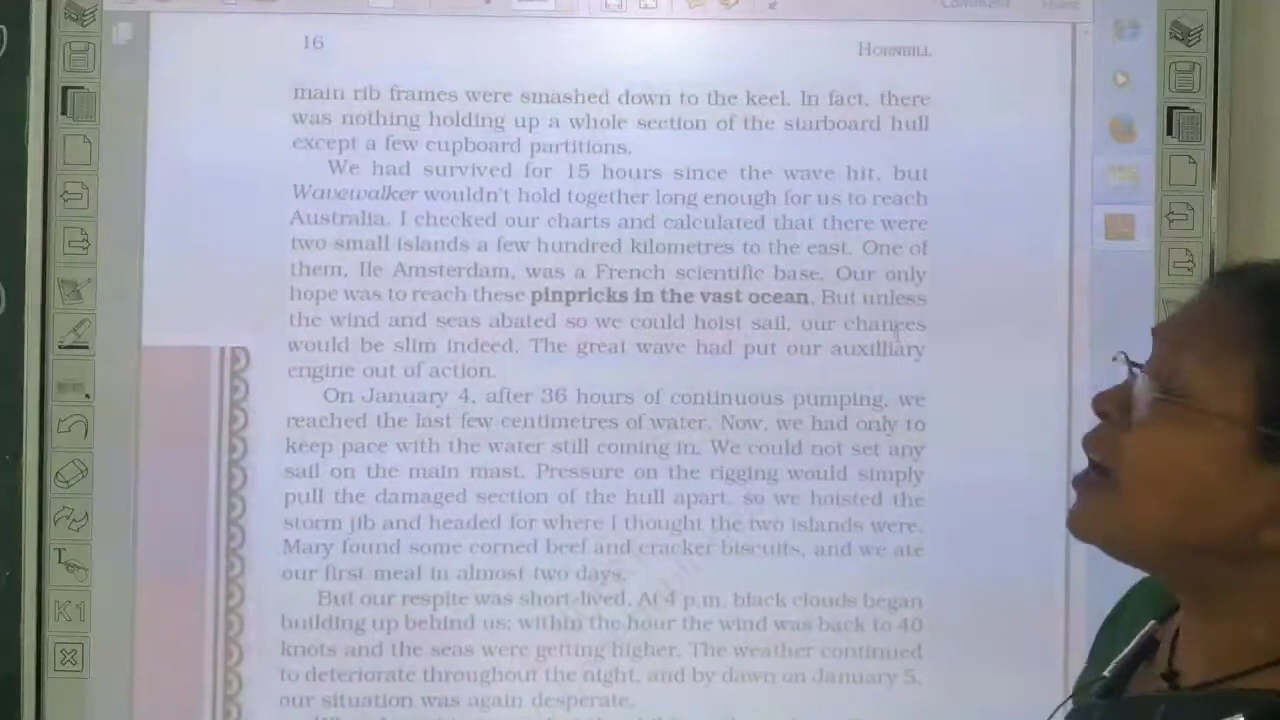 Comment Share
16 HORNBILL
main rib frames were smashed down to the keel. In fact, there
was nothing holding up a whole section of the starboard hull
except a few cupboard partitions.
We had survived for 15 hours since the wave hit, but
Wavewalker wouldn't hold together long enough for us to reach
Australia. I checked our charts and calculated that there were
two small islands a few hundred kilometres to the east. One of
them, Ile Amsterdam, was a French scientific base. Our only
hope was to reach these pinpricks in the vast ocean. But unless
the wind and seas abated so we could hoist sail, our chances
would be slim indeed. The great wave had put our auxilliary
engine out of action.
On January 4, after 36 hours of continuous pumping, we
reached the last few centimetres of water. Now, we had only to
keep pace with the water still coming in. We could not set any
sail on the main mast. Pressure on the rigging would simply
pull the damaged section of the hull apart, so we hoisted the
storm jib and headed for where I thought the two islands were.
Mary found some corned beef and cracker biscuits, and we ate
our first meal in almost two days.
But our respite was short-lived. At 4 p.m. black clouds began
building up behind us; within the hour the wind was back to 40
knots and the seas were getting higher. The weather continued
to deteriorate throughout the night, and by dawn on January 5,
our situation was again desperate.
T
K1